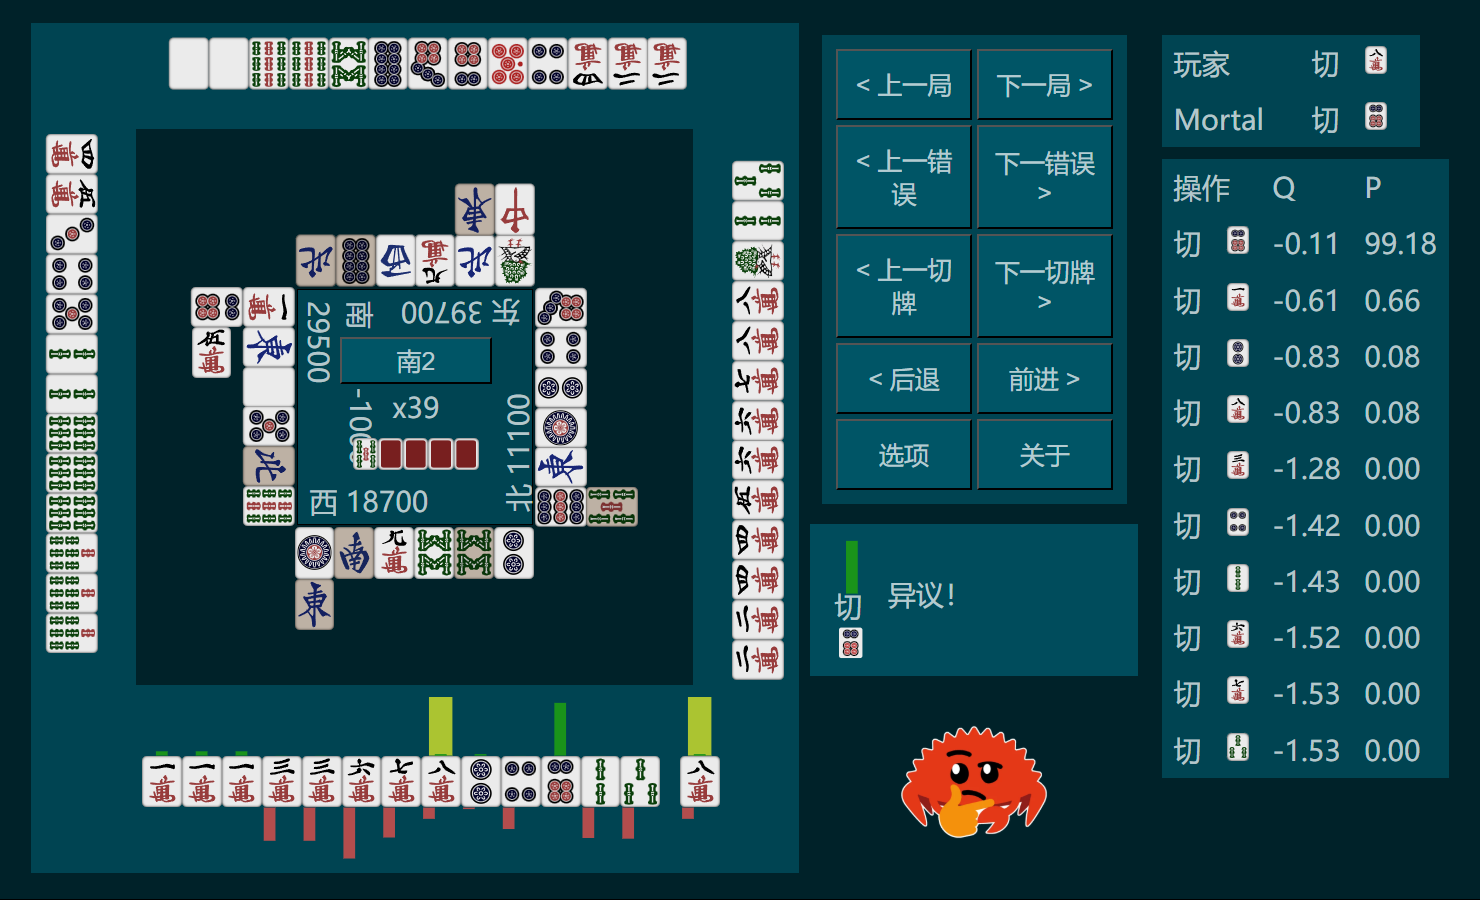 < 上一局
下一局 >
< 上一错
误
下一错误
>
< 上一切
牌
下一切牌
>
< 后退
前进 >
选项
关于
玩家 切
Mortal 切
操作 Q P
切 -0.11 99.18
切 -0.61 0.66
切 -0.83 0.08
切 -0.83 0.08
切 -1.28 0.00
切 -1.42 0.00
切 -1.43 0.00
切 -1.52 0.00
切 -1.53 0.00
切 -1.53 0.00
东 39700
南 29500
南2
x39
北 11100
西 18700
切
异议!